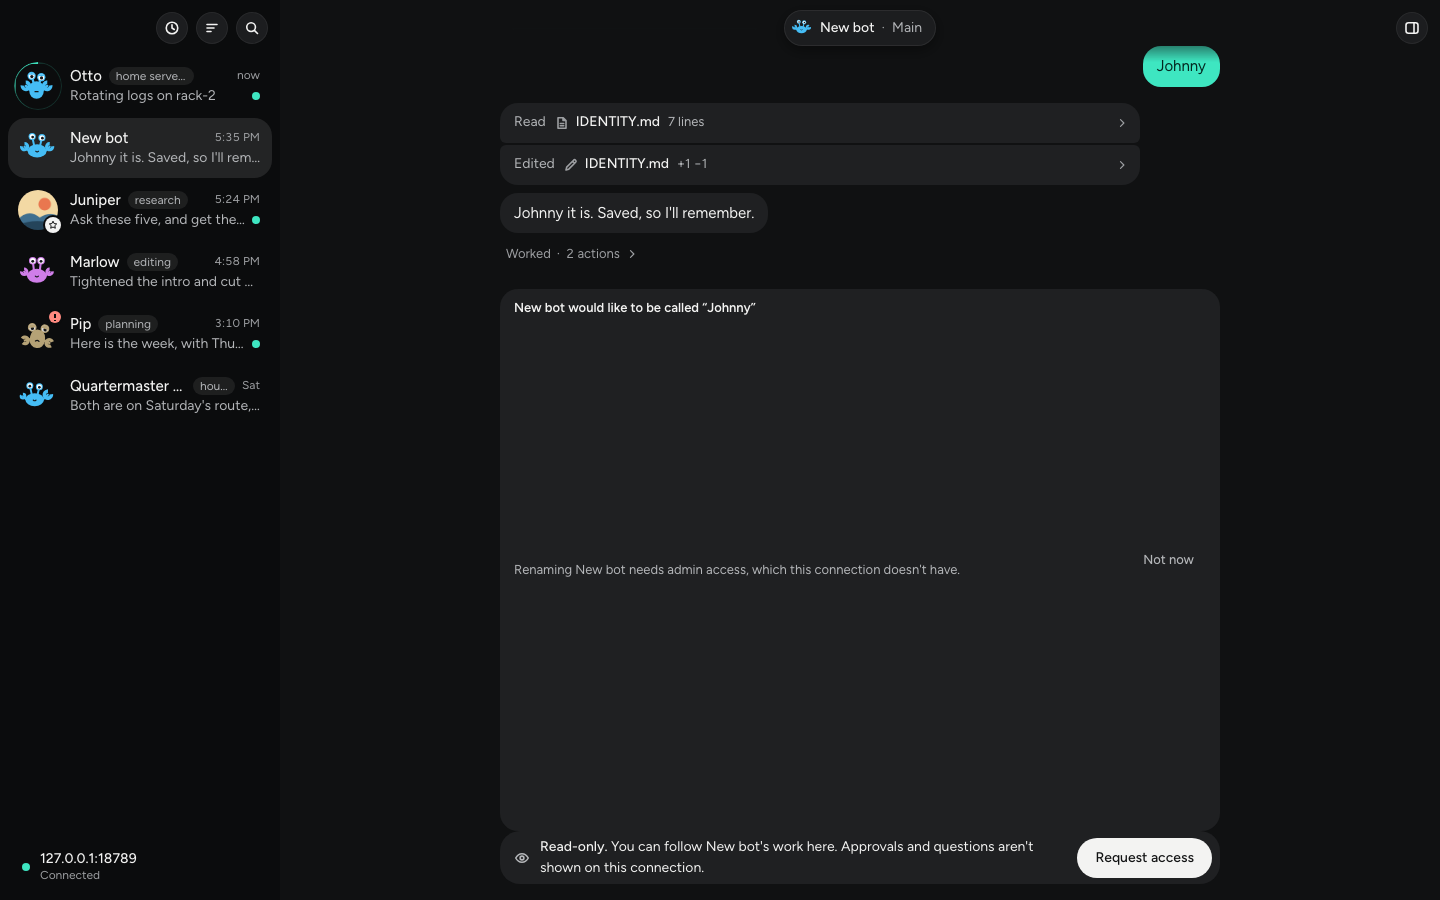 New bot · Main
Otto home serve... now
Rotating logs on rack-2
New bot 5:35 PM
Johnny it is. Saved, so I'll rem...
Juniper research 5:24 PM
Ask these five, and get the...
Marlow editing 4:58 PM
Tightened the intro and cut ...
Pip planning 3:10 PM
Here is the week, with Thu...
Quartermaster ... hou... Sat
Both are on Saturday's route,...
127.0.0.1:18789
Connected
Johnny
Read IDENTITY.md 7 lines
Edited IDENTITY.md +1 −1
Johnny it is. Saved, so I'll remember.
Worked · 2 actions
New bot would like to be called “Johnny”
Renaming New bot needs admin access, which this connection doesn't have.
Not now
Read-only. You can follow New bot's work here. Approvals and questions aren't
shown on this connection.
Request access